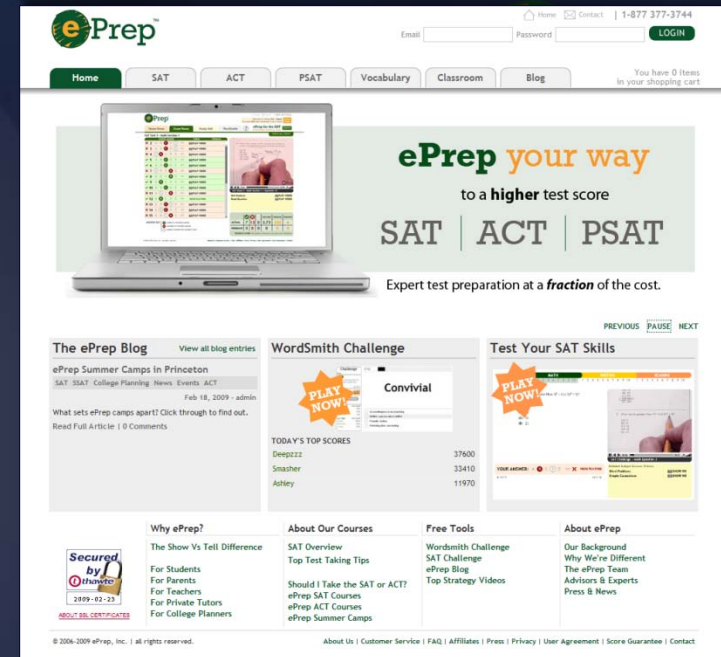 ePrep™
Home Contact | 1-877 377-3744
Email Password LOGIN
Home SAT ACT PSAT Vocabulary Classroom Blog
You have 0 items
in your shopping cart
ePrep
ePrep your way
to a higher test score
SAT | ACT | PSAT
Expert test preparation at a fraction of the cost.
PREVIOUS PAUSE NEXT
The ePrep Blog View all blog entries
ePrep Summer Camps in Princeton
SAT SSAT College Planning News Events ACT
Feb 18, 2009 - admin
What sets ePrep camps apart? Click through to find out.
Read Full Article | 0 Comments
WordSmith Challenge
PLAY
NOW!
Convivial
TODAY'S TOP SCORES
Deepzzz 37600
Smasher 33410
Ashley 11970
Test Your SAT Skills
PLAY
NOW!
YOUR ANSWER:
Secured
by
thawte
2009-02-23
ABOUT SSL CERTIFICATES
Why ePrep?
The Show Vs Tell Difference
For Students
For Parents
For Teachers
For Private Tutors
For College Planners
About Our Courses
SAT Overview
Top Test Taking Tips
Should I Take the SAT or ACT?
ePrep SAT Courses
ePrep ACT Courses
ePrep Summer Camps
Free Tools
Wordsmith Challenge
SAT Challenge
ePrep Blog
Top Strategy Videos
About ePrep
Our Background
Why We're Different
The ePrep Team
Advisors & Experts
Press & News
© 2006-2009 ePrep, Inc. | all rights reserved.
About Us | Customer Service | FAQ | Affiliates | Press | Privacy | User Agreement | Score Guarantee | Contact